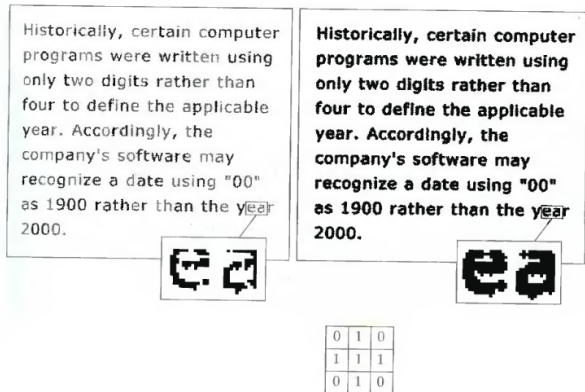 Historically, certain computer
programs were written using
only two digits rather than
four to define the applicable
year. Accordingly, the
company's software may
recognize a date using "00"
as 1900 rather than the year
2000.
ea
Historically, certain computer
programs were written using
only two digits rather than
four to define the applicable
year. Accordingly, the
company's software may
recognize a date using "00"
as 1900 rather than the year
2000.
ea
0 1 0
1 1 1
0 1 0